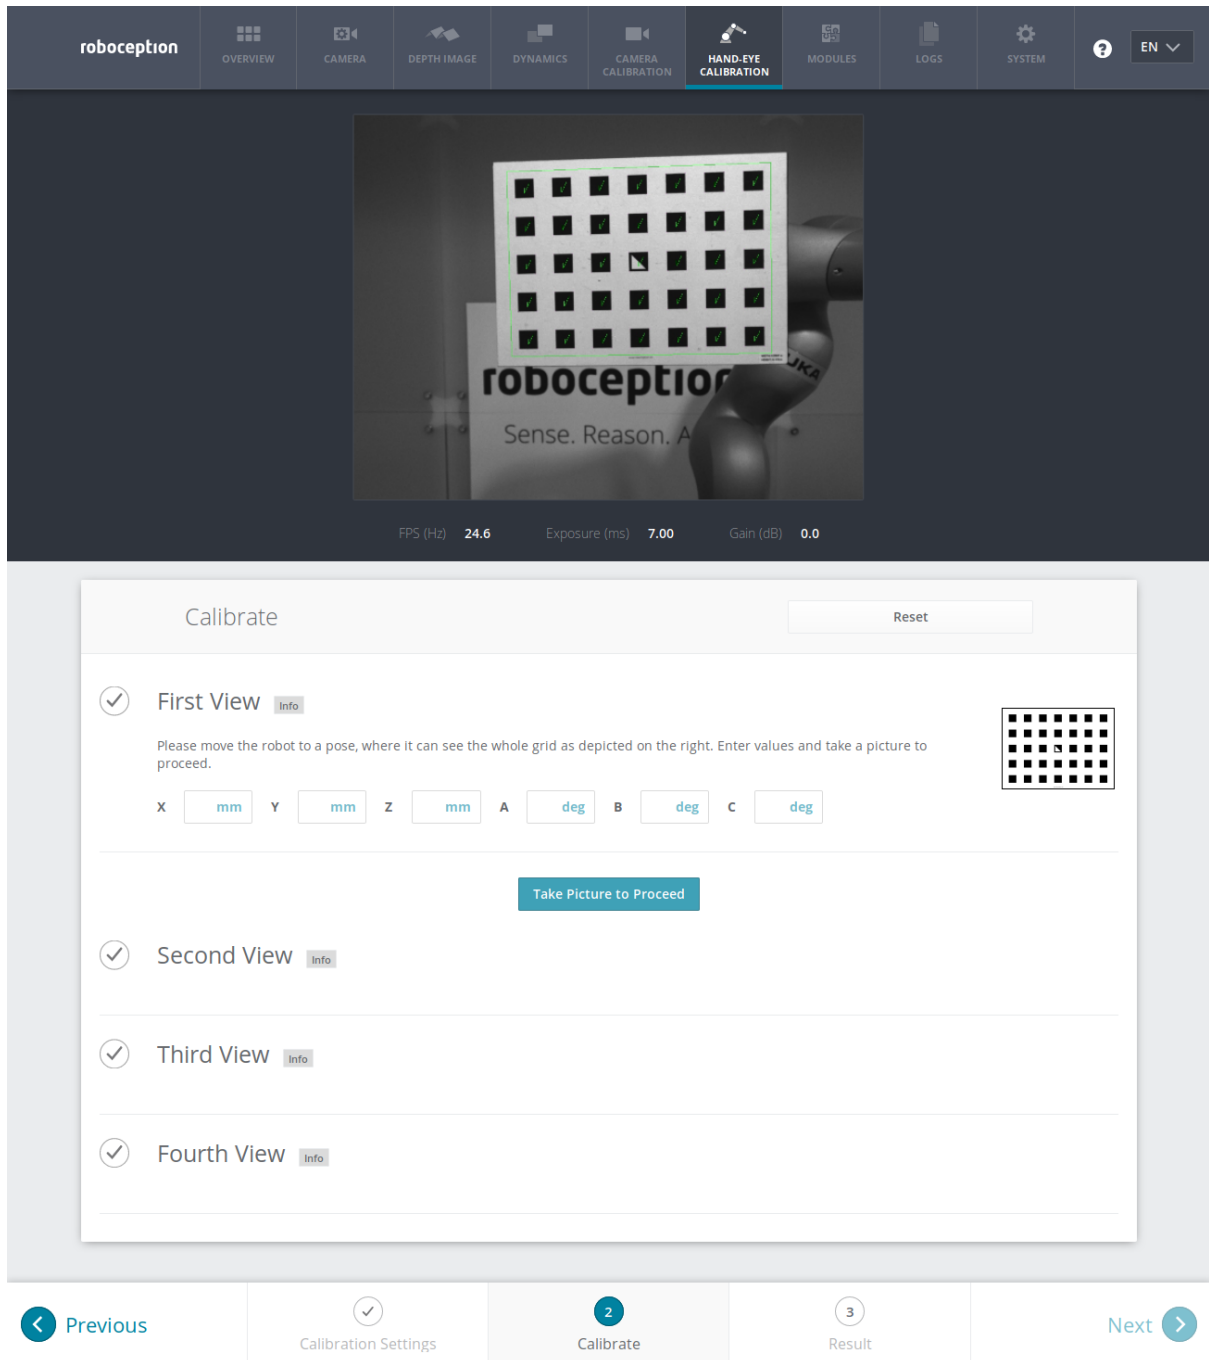 roboception
OVERVIEW
CAMERA
DEPTH IMAGE
DYNAMICS
CAMERA
CALIBRATION
HAND-EYE
CALIBRATION
MODULES
LOGS
SYSTEM
?
EN
roboception
UKA
Sense. Reason. A
FPS (Hz) 24.6 Exposure (ms) 7.00 Gain (dB) 0.0
Calibrate
Reset
First View Info
Please move the robot to a pose, where it can see the whole grid as depicted on the right. Enter values and take a picture to
proceed.
X mm Y mm Z mm A deg B deg C deg
Take Picture to Proceed
Second View Info
Third View Info
Fourth View Info
Previous
Calibration Settings
2
Calibrate
3
Result
Next